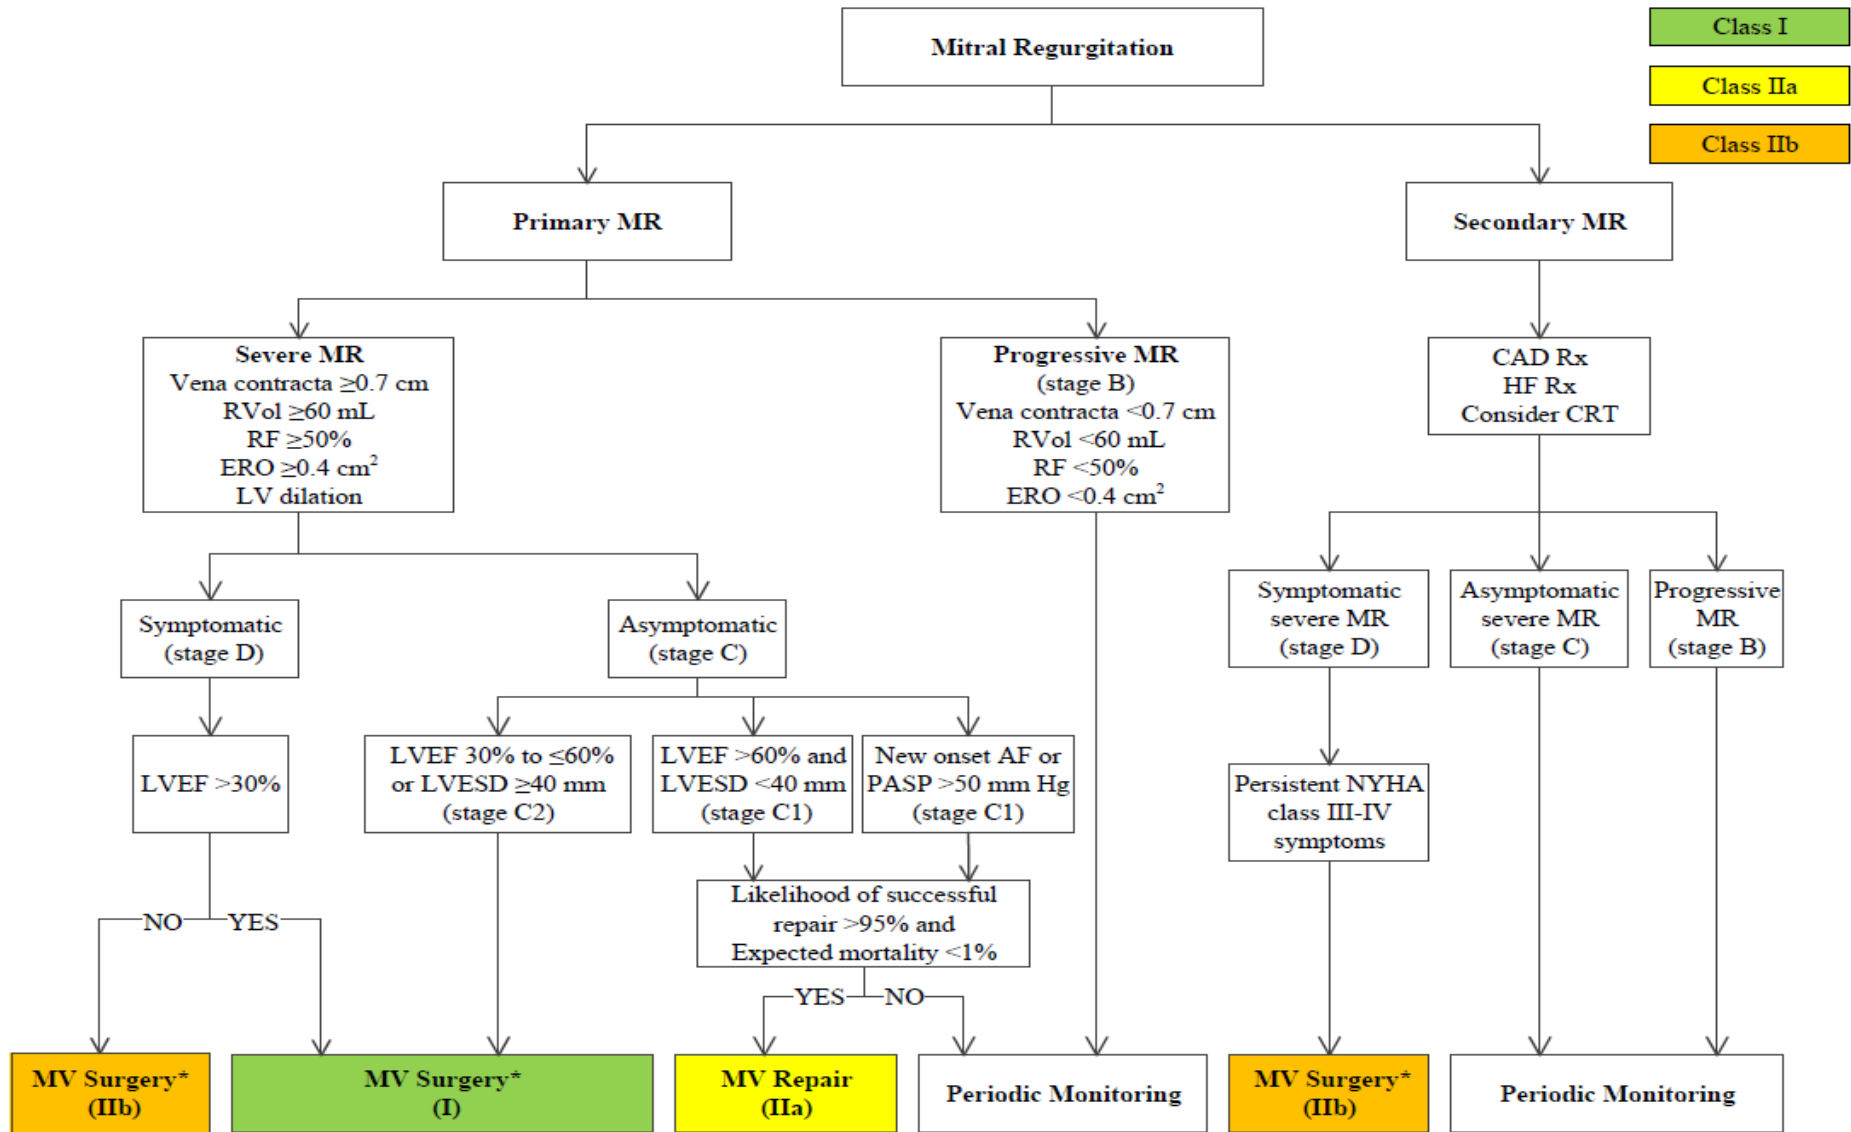 Mitral Regurgitation
Class I
Class IIa
Class IIb
Primary MR
Secondary MR
Severe MR
Vena contracta ≥0.7 cm
RVol ≥60 mL
RF ≥50%
ERO ≥0.4 cm²
LV dilation
Progressive MR
(stage B)
Vena contracta <0.7 cm
RVol <60 mL
RF <50%
ERO <0.4 cm²
CAD Rx
HF Rx
Consider CRT
Symptomatic
(stage D)
Asymptomatic
(stage C)
Symptomatic
severe MR
(stage D)
Asymptomatic
severe MR
(stage C)
Progressive
MR
(stage B)
LVEF >30%
LVEF 30% to ≤60%
or LVESD ≥40 mm
(stage C2)
LVEF >60% and
LVESD <40 mm
(stage C1)
New onset AF or
PASP >50 mm Hg
(stage C1)
Persistent NYHA
class III-IV
symptoms
Likelihood of successful
repair >95% and
Expected mortality <1%
NO
YES
YES
NO
MV Surgery*
(IIb)
MV Surgery*
(I)
MV Repair
(IIa)
Periodic Monitoring
MV Surgery*
(IIb)
Periodic Monitoring